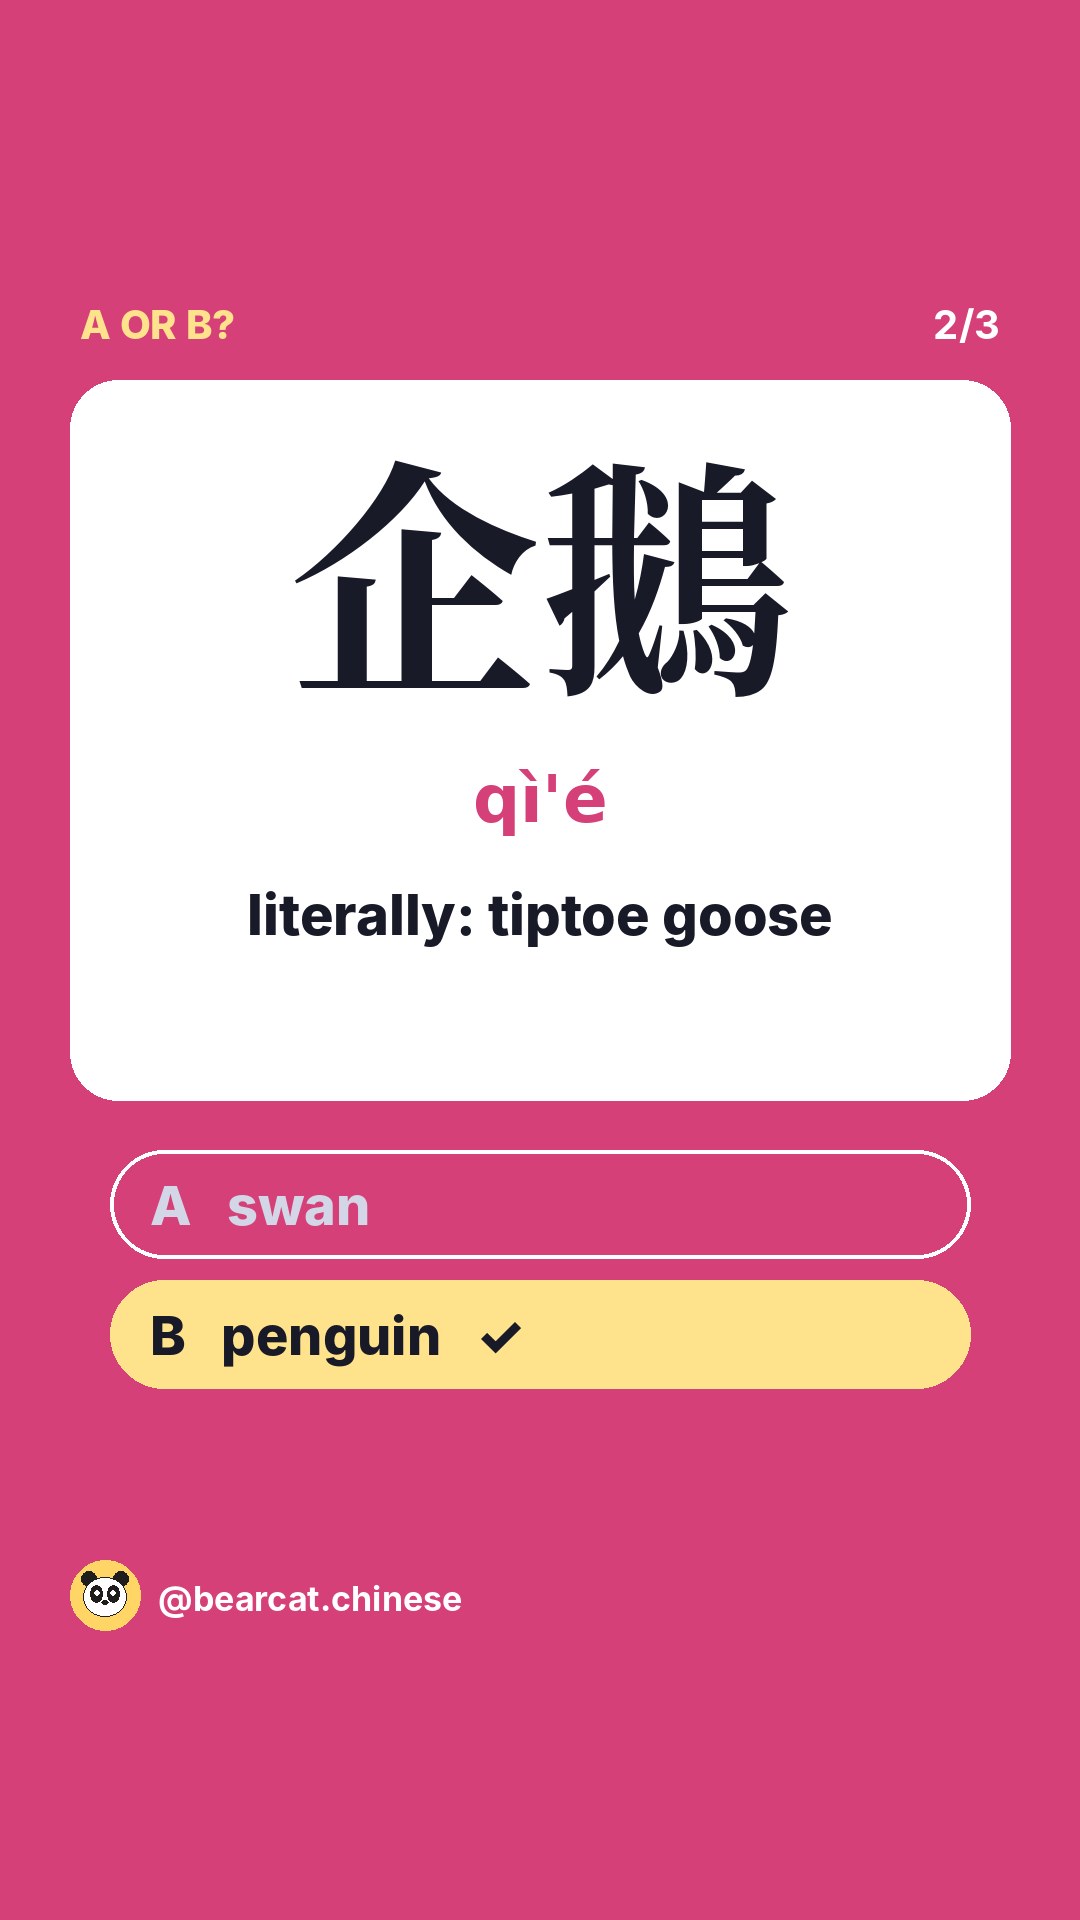 A OR B?
2/3
企鵝
qì'é
literally: tiptoe goose
A swan
B penguin ✓
@bearcat.chinese